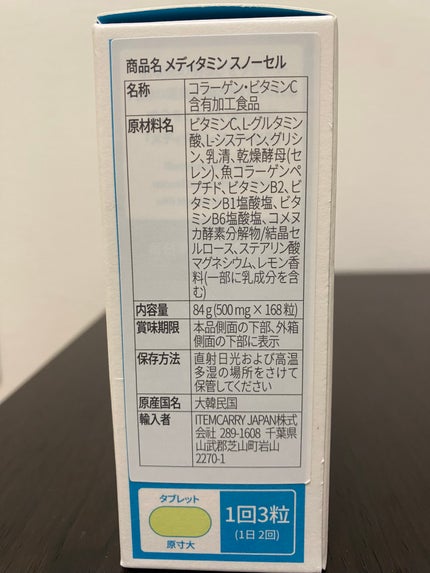 商品名 メディタミン スノーセル
名称
コラーゲン・ビタミンC
含有加工食品
原材料名
ビタミンC、L-グルタミン
酸、L-システイン、グリシ
ン、乳清、乾燥酵母(セ
レン)、魚コラーゲンペ
プチド、ビタミンB2、ビ
タミンB1塩酸塩、ビタ
ミンB6塩酸塩、コメヌ
カ酵素分解物/結晶セ
ルロース、ステアリン酸
マグネシウム、レモン香
料(一部に乳成分を含
む)
内容量
84g(500mg×168粒)
賞味期限
本品側面の下部、外箱
側面の下部に表示
保存方法
直射日光および高温
多湿の場所をさけて
保管してください
原産国名
大韓民国
輸入者
ITEMCARRY JAPAN株式
会社 289-1608 千葉県
山武郡芝山町岩山
2270-1
タブレット
原寸大
1回3粒
(1日2回)